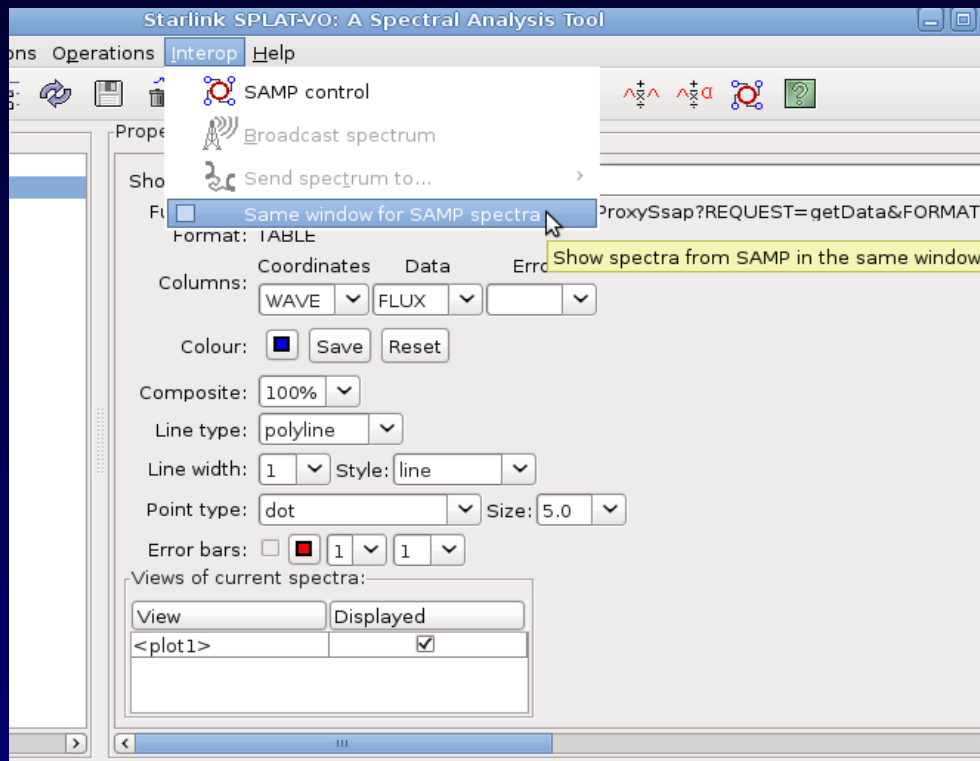 Starlink SPLAT-VO: A Spectral Analysis Tool
ons Operations Interop Help
SAMP control
Broadcast spectrum
Send spectrum to...
Same window for SAMP spectra
Show spectra from SAMP in the same window
Prope
Sho
Fu ProxySsap?REQUEST=getData&FORMAT
Format: TABLE
Coordinates Data Erro
Columns: WAVE FLUX
Colour: Save Reset
Composite: 100%
Line type: polyline
Line width: 1 Style: line
Point type: dot Size: 5.0
Error bars: 1 1
Views of current spectra:
View Displayed
<plot1>